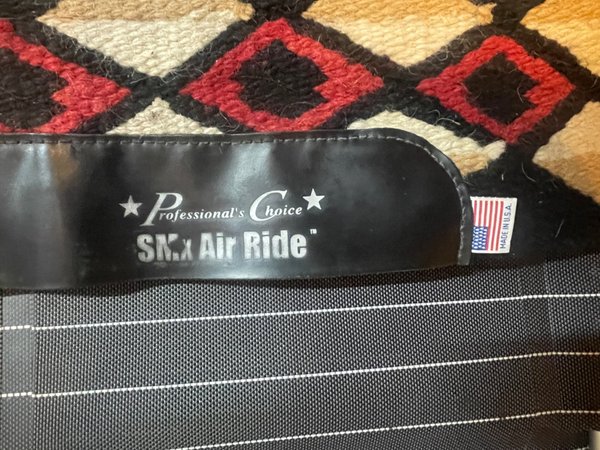 Professional's Choice
SMx Air Ride™
MADE IN U.S.A.